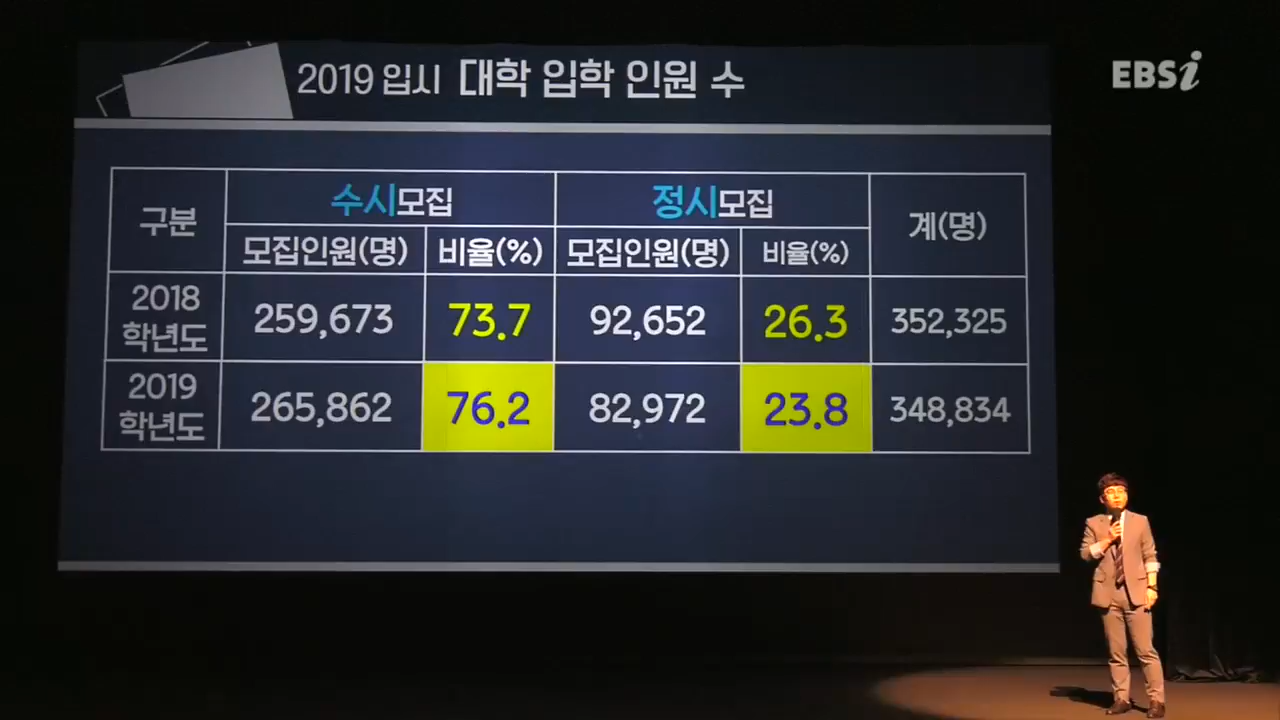 2019 입시 대학 입학 인원 수
EBSi
구분
수시모집
정시모집
계(명)
모집인원(명)
비율(%)
모집인원(명)
비율(%)
2018
학년도
259,673
73.7
92,652
26.3
352,325
2019
학년도
265,862
76.2
82,972
23.8
348,834